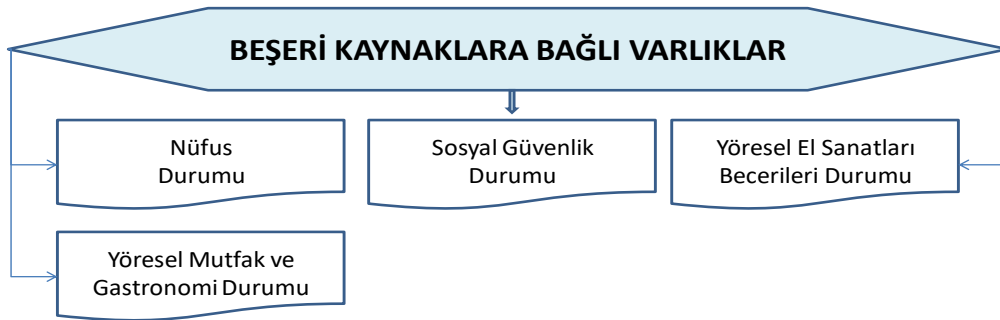 BEŞERİ KAYNAKLARA BAĞLI VARLIKLAR
Nüfus
Durumu
Sosyal Güvenlik
Durumu
Yöresel El Sanatları
Becerileri Durumu
Yöresel Mutfak ve
Gastronomi Durumu